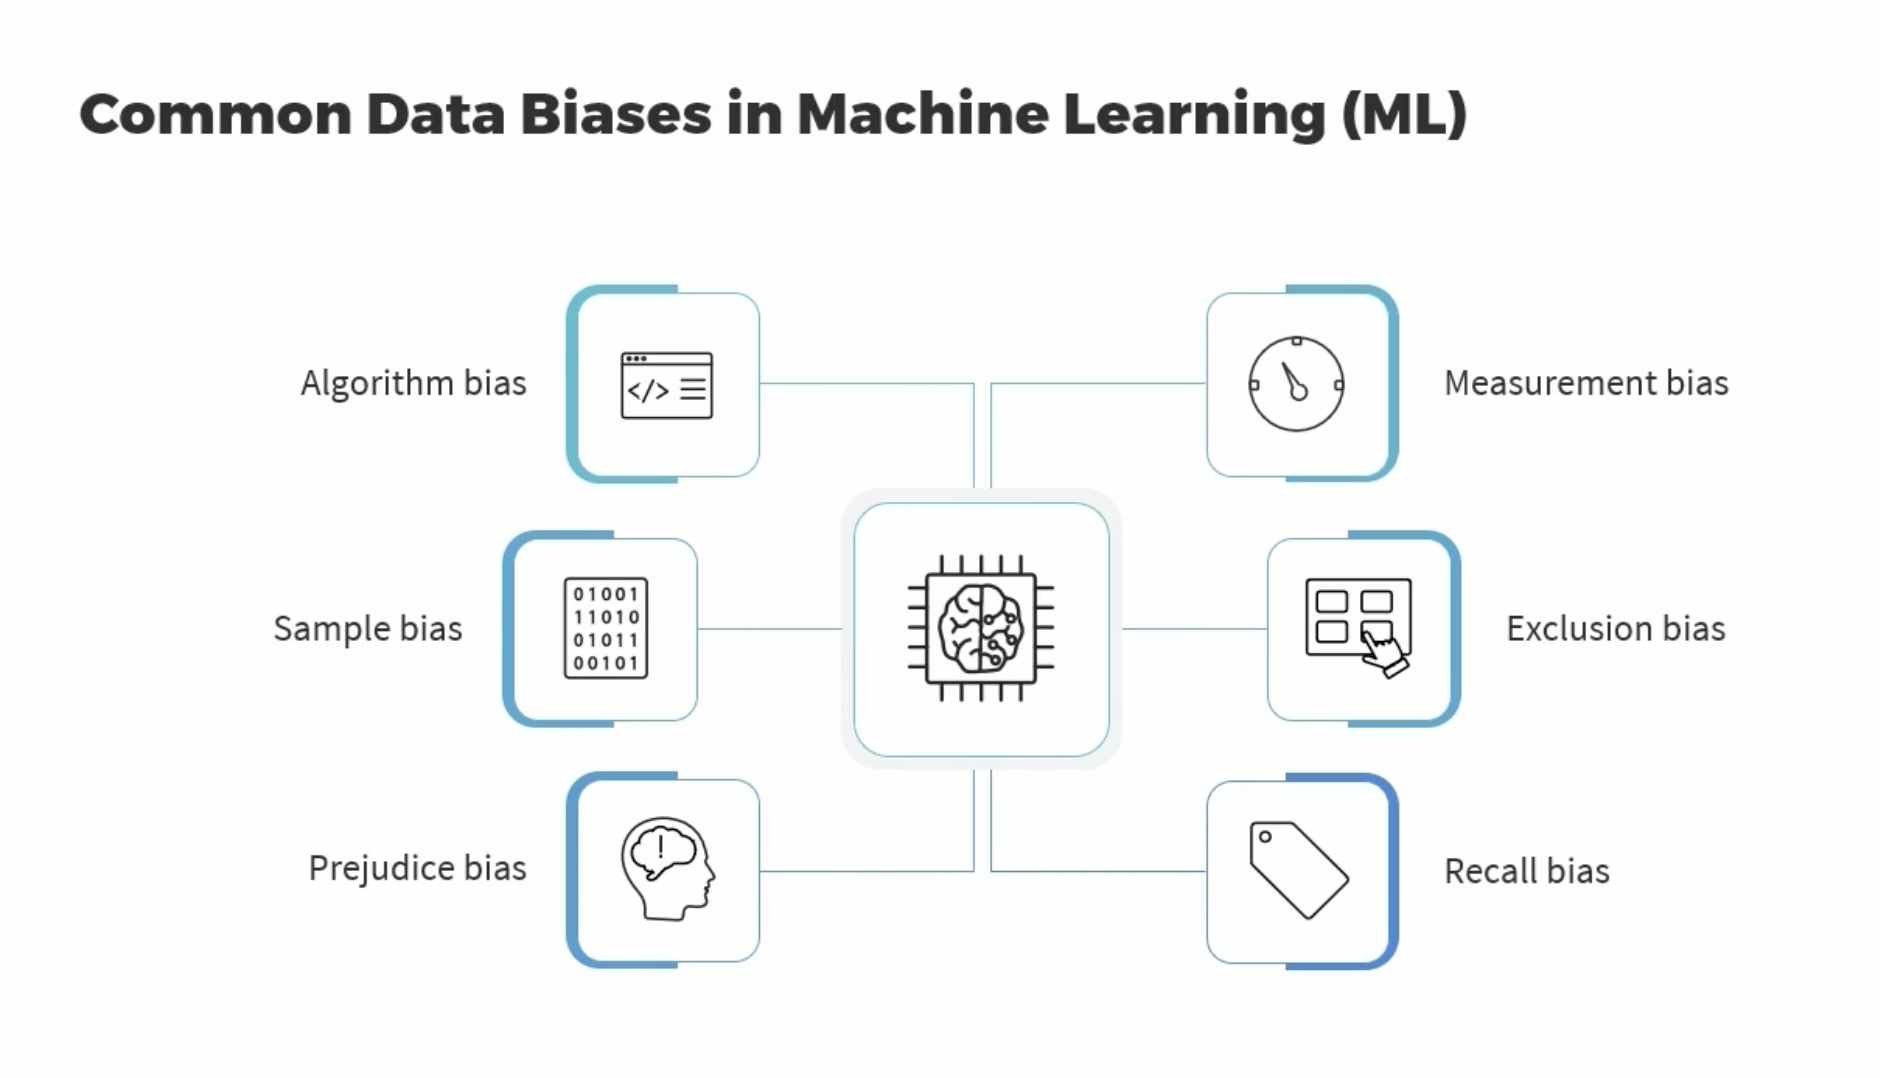 Common Data Biases in Machine Learning (ML)
Algorithm bias
</>
Measurement bias
Sample bias
01001
11010
01011
00101
Exclusion bias
Prejudice bias
!
Recall bias